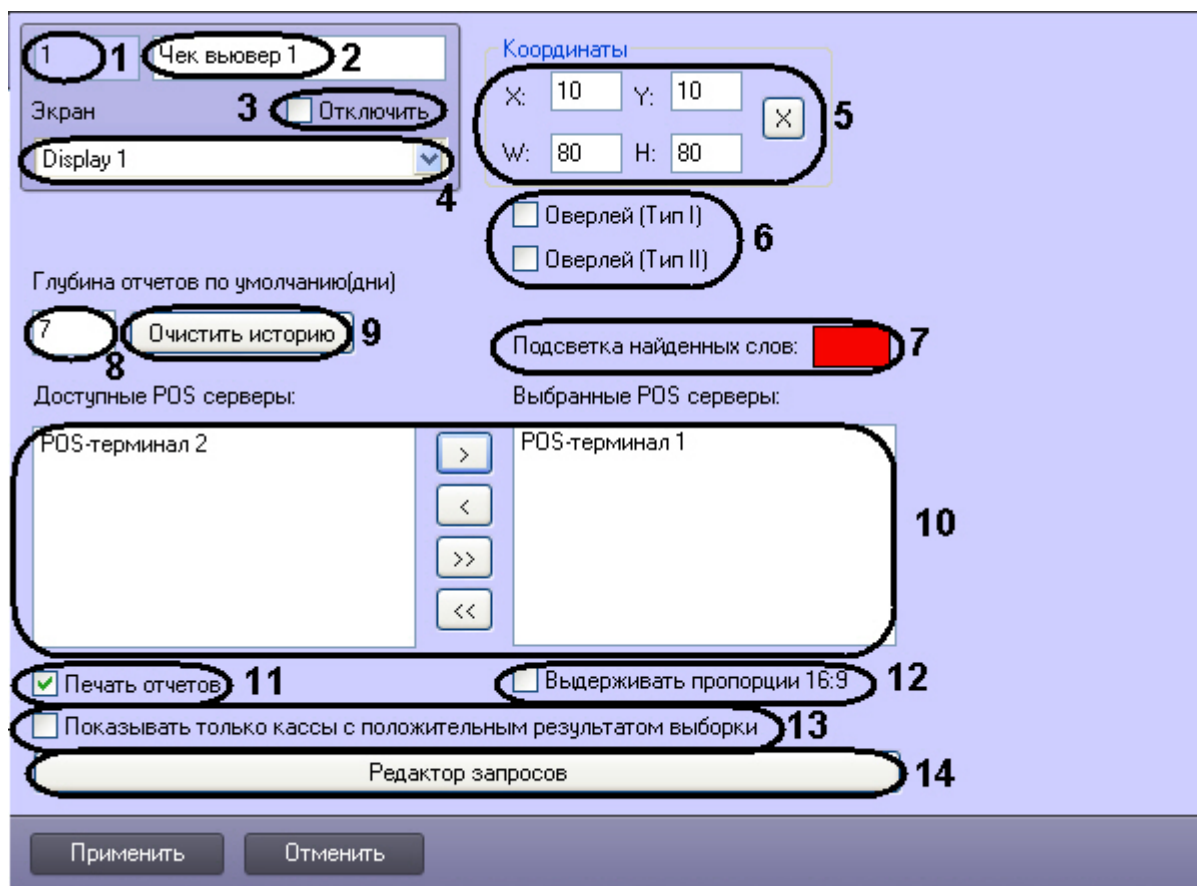 1 1 Чек вьювер 1 2
Экран 3 Отключить
Display 1
4
Координаты
X: 10 Y: 10 X 5
W: 80 H: 80
Оверлей (Тип I)
Оверлей (Тип II)
6
Глубина отчетов по умолчанию(дни)
7 8 Очистить историю 9
Подсветка найденных слов: 7
Доступные POS серверы:
Выбранные POS серверы:
POS-терминал 2
>
<
>>
<<
POS-терминал 1
10
Печать отчетов 11
Выдерживать пропорции 16:9 12
Показывать только кассы с положительным результатом выборки 13
Редактор запросов 14
Применить Отменить